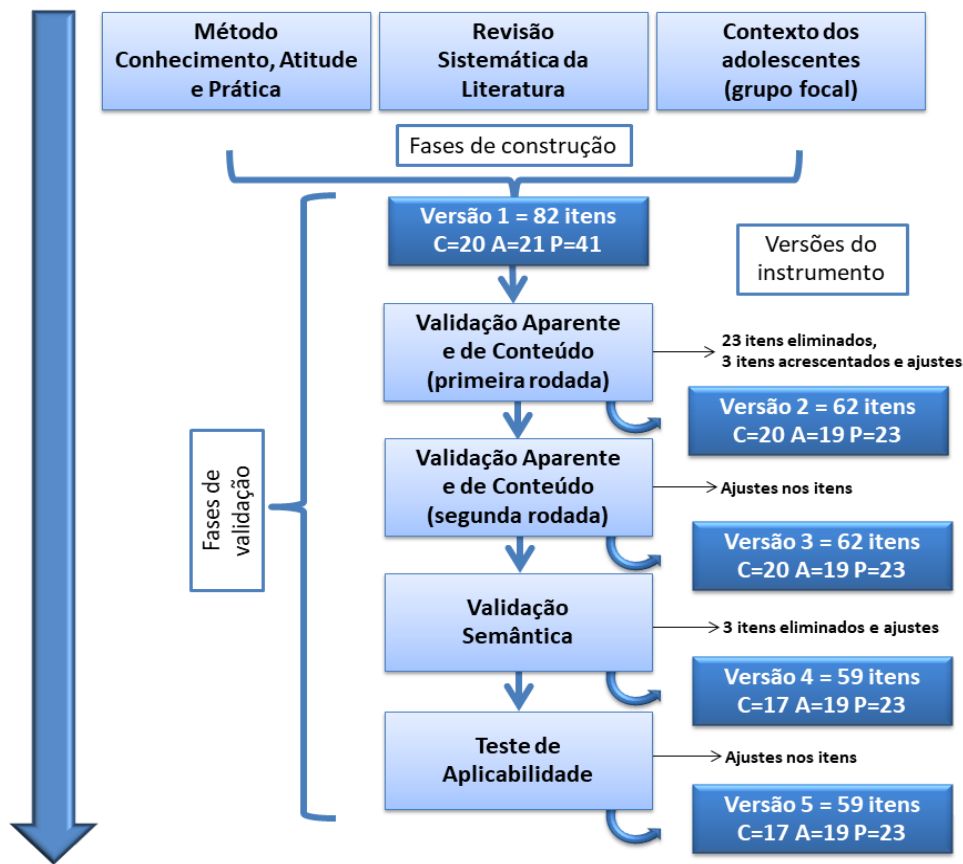 Método
Conhecimento, Atitude
e Prática
Revisão
Sistemática da
Literatura
Contexto dos
adolescentes
(grupo focal)
Fases de construção
Versão 1 = 82 itens
C=20 A=21 P=41
Versões do
instrumento
Validação Aparente
e de Conteúdo
(primeira rodada)
23 itens eliminados,
3 itens acrescentados e ajustes
Versão 2 = 62 itens
C=20 A=19 P=23
Fases de
validação
Validação Aparente
e de Conteúdo
(segunda rodada)
Ajustes nos itens
Versão 3 = 62 itens
C=20 A=19 P=23
Validação
Semântica
3 itens eliminados e ajustes
Versão 4 = 59 itens
C=17 A=19 P=23
Teste de
Aplicabilidade
Ajustes nos itens
Versão 5 = 59 itens
C=17 A=19 P=23